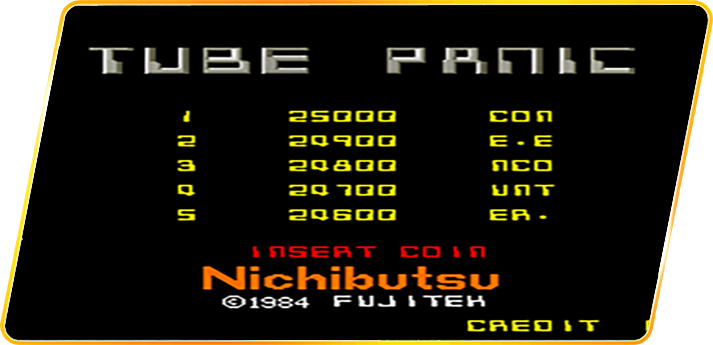 TUBE PANIC
1 25000 CON
2 24900 E.E
3 24800 NCO
4 24700 UNT
5 24600 ER.
INSERT COIN
Nichibutsu
©1984 FUJITEK
CREDIT